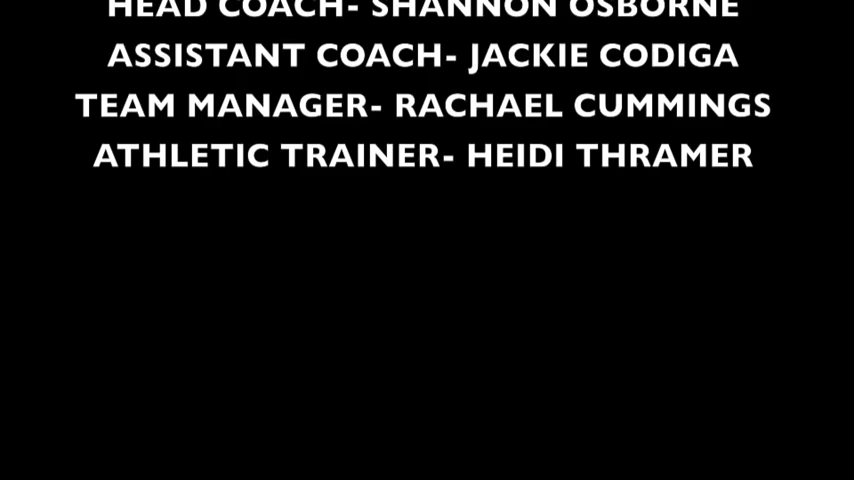 HEAD COACH- SHANNON OSBORNE
ASSISTANT COACH- JACKIE CODIGA
TEAM MANAGER- RACHAEL CUMMINGS
ATHLETIC TRAINER- HEIDI THRAMER